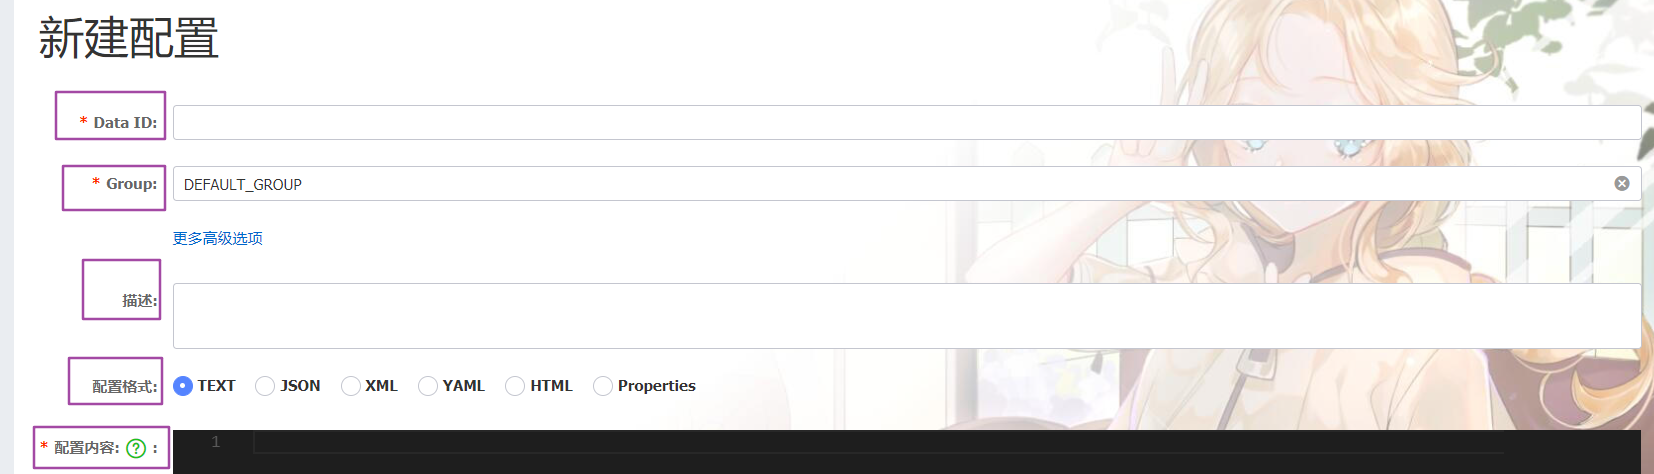 新建配置
* Data ID:
* Group: DEFAULT_GROUP
更多高级选项
描述:
配置格式: TEXT JSON XML YAML HTML Properties
* 配置内容: ? :
1